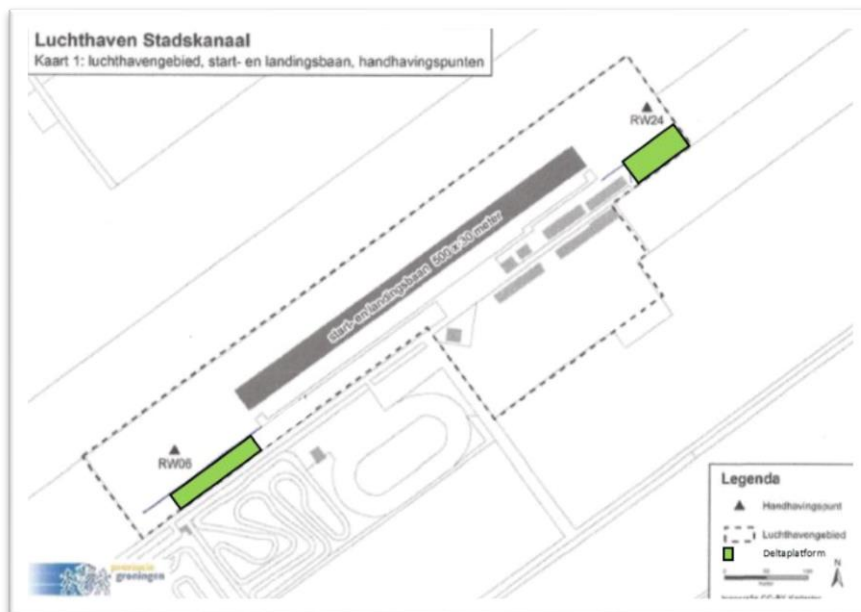 Luchthaven Stadskanaal
Kaart 1: luchthavengebied, start- en landingsbaan, handhavingspunten
RW24
start- en landingsbaan 500 x 30 meter
RW06
Legenda
Handhavingspunt
Luchthavengebied
Deltaplatform
N
provincie
groningen